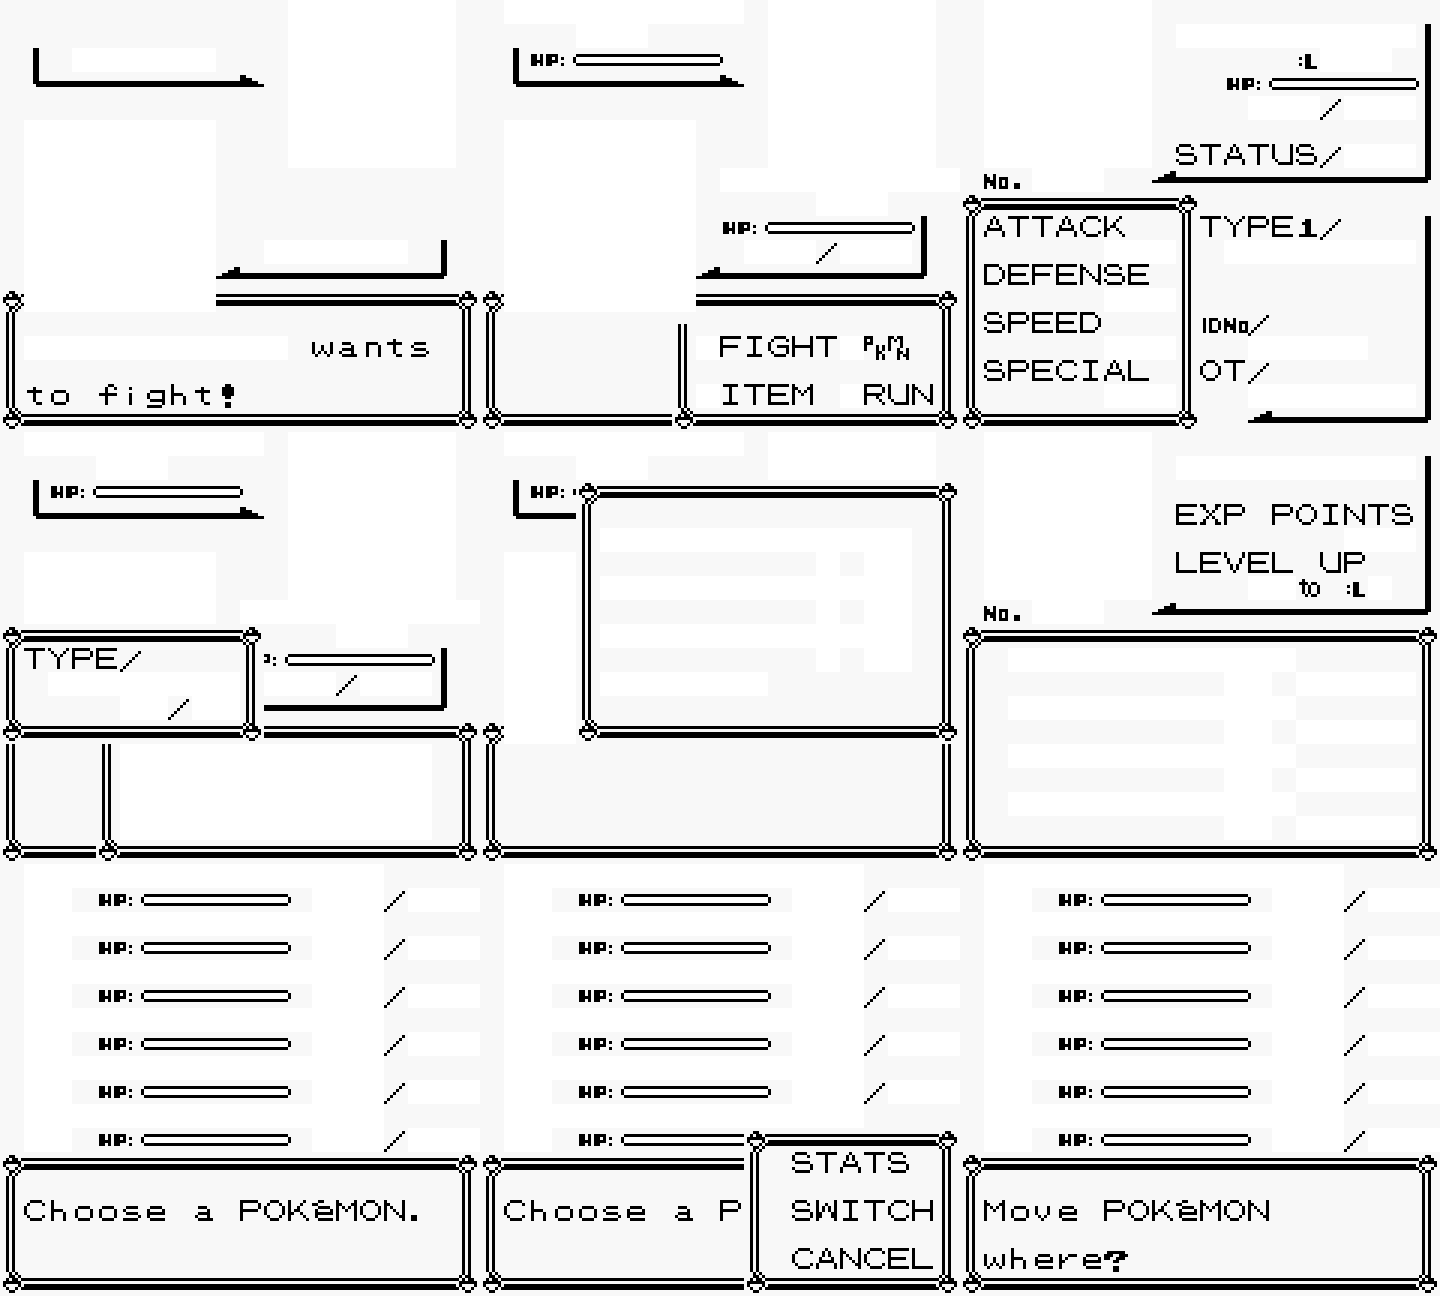 wants
to fight!
HP:
HP:
/
FIGHT PKMN
ITEM RUN
:L
HP:
/
STATUS/
No.
ATTACK
DEFENSE
SPEED
SPECIAL
TYPE1/
IDNo/
OT/
HP:
TYPE/
/
:
/
HP:
EXP POINTS
LEVEL UP
to :L
No.
HP: /
HP: /
HP: /
HP: /
HP: /
HP: /
Choose a POKéMON.
HP: /
HP: /
HP: /
HP: /
HP: /
HP:
Choose a P
STATS
SWITCH
CANCEL
HP: /
HP: /
HP: /
HP: /
HP: /
HP: /
Move POKéMON
where?